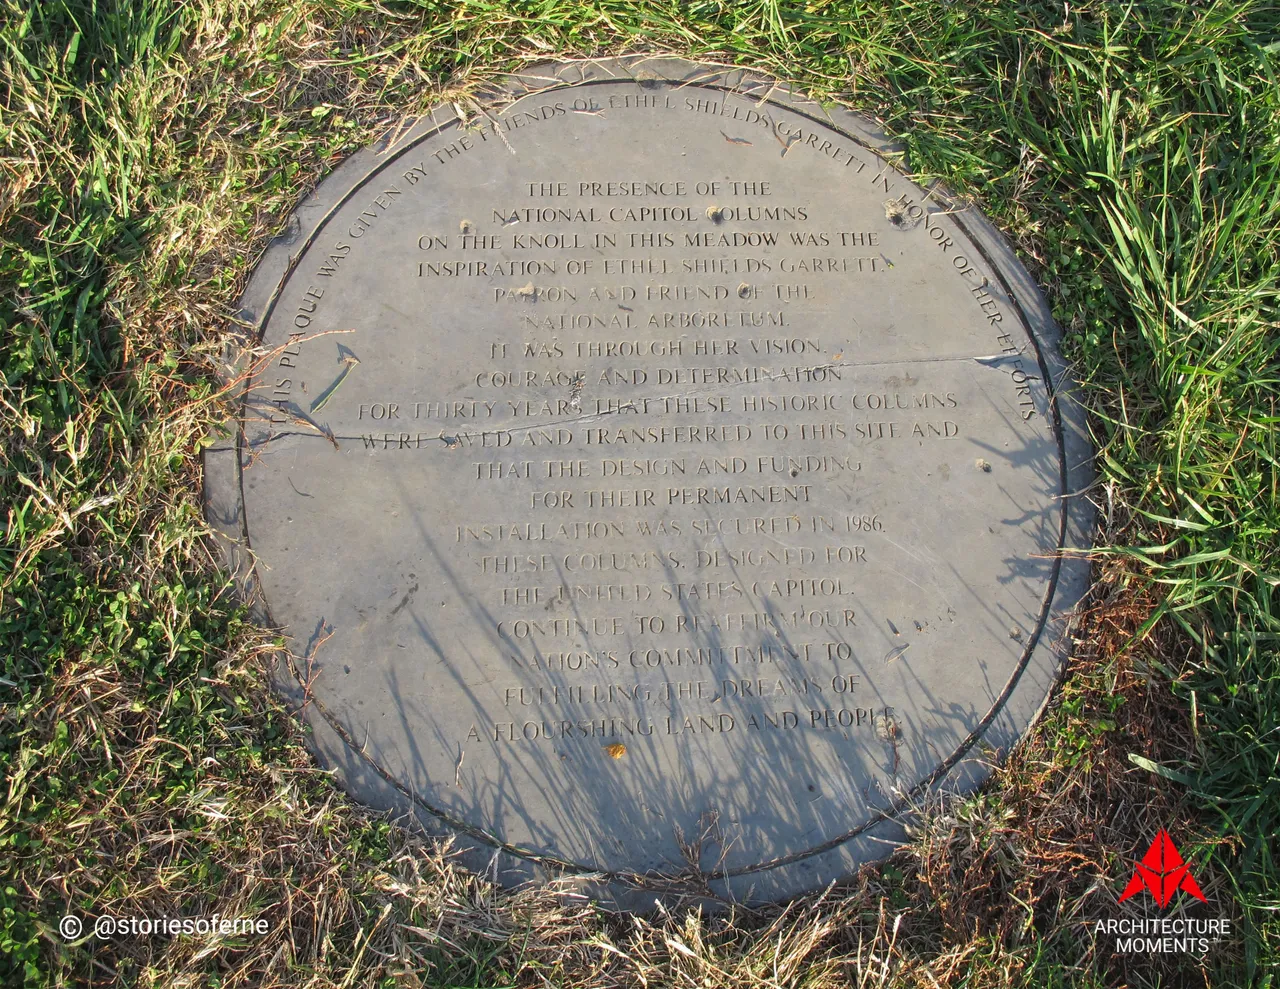 THIS PLAQUE WAS GIVEN BY THE FRIENDS OF ETHEL SHIELDS GARRETT IN HONOR OF HER EFFORTS
THE PRESENCE OF THE
NATIONAL CAPITOL COLUMNS
ON THE KNOLL IN THIS MEADOW WAS THE
INSPIRATION OF ETHEL SHIELDS GARRETT,
PATRON AND FRIEND OF THE
NATIONAL ARBORETUM.
IT WAS THROUGH HER VISION,
COURAGE AND DETERMINATION
FOR THIRTY YEARS THAT THESE HISTORIC COLUMNS
WERE SAVED AND TRANSFERRED TO THIS SITE AND
THAT THE DESIGN AND FUNDING
FOR THEIR PERMANENT
INSTALLATION WAS SECURED IN 1986.
THESE COLUMNS, DESIGNED FOR
THE UNITED STATES CAPITOL,
CONTINUE TO REAFFIRM OUR
NATION'S COMMITTMENT TO
FULFILLING THE DREAMS OF
A FLOURSHING LAND AND PEOPLE.
© @storiesoferne
ARCHITECTURE
MOMENTS™